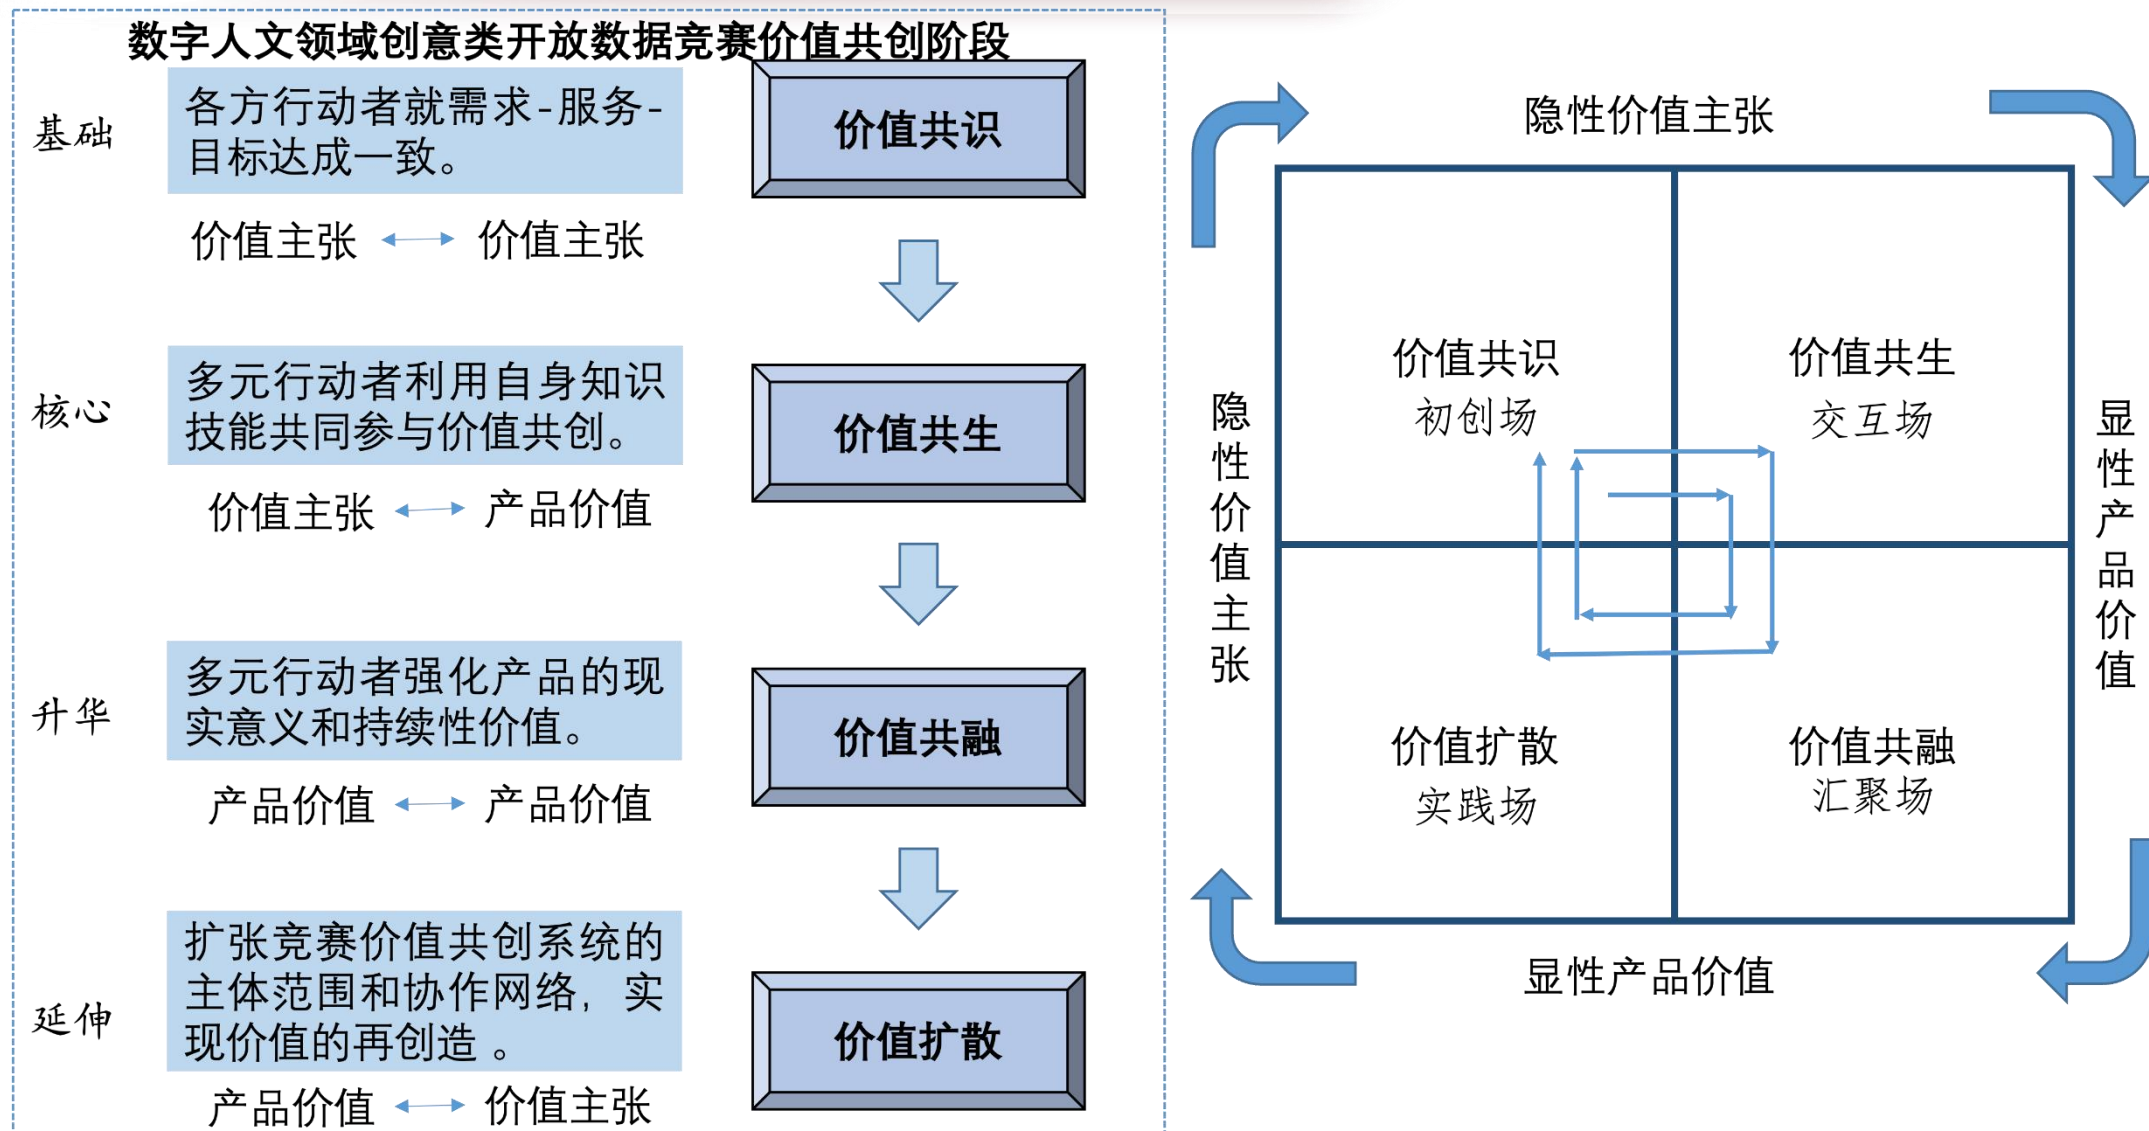 数字人文领域创意类开放数据竞赛价值共创阶段
基础
各方行动者就需求-服务-
目标达成一致。
价值共识
价值主张
价值主张
核心
多元行动者利用自身知识
技能共同参与价值共创。
价值共生
价值主张
产品价值
升华
多元行动者强化产品的现
实意义和持续性价值。
价值共融
产品价值
产品价值
延伸
扩张竞赛价值共创系统的
主体范围和协作网络，实
现价值的再创造 。
价值扩散
产品价值
价值主张
隐性价值主张
隐性价值主张
价值共识
初创场
价值共生
交互场
显性产品价值
价值扩散
实践场
价值共融
汇聚场
显性产品价值